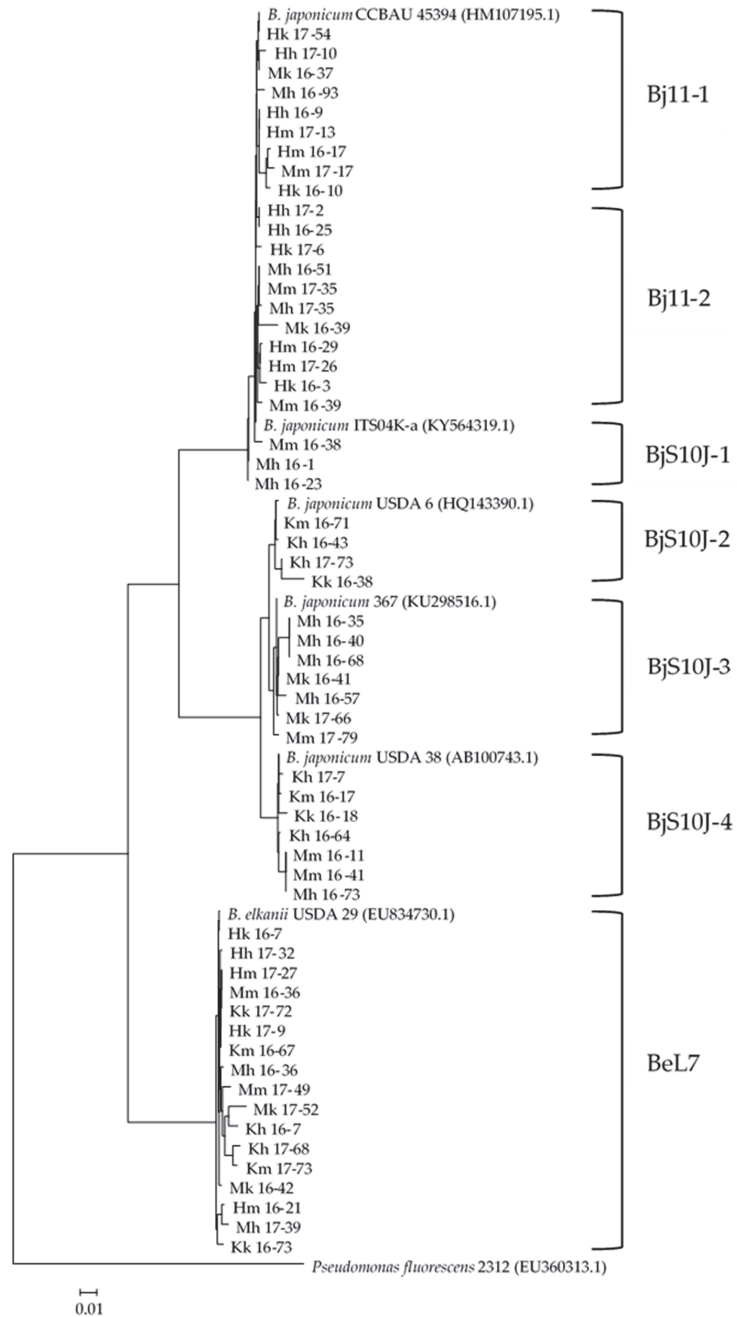 B. japonicum CCBAU 45394 (HM107195.1)
Hk 17-54
Hh 17-10
Mk 16-37
Mh 16-93
Hh 16-9
Hm 17-13
Hm 16-17
Mm 17-17
Hk 16-10
Bj11-1
Hh 17-2
Hh 16-25
Hk 17-6
Mh 16-51
Mm 17-35
Mh 17-35
Mk 16-39
Hm 16-29
Hm 17-26
Hk 16-3
Mm 16-39
Bj11-2
B. japonicum ITS04K-a (KY564319.1)
Mm 16-38
Mh 16-1
Mh 16-23
BjS10J-1
B. japonicum USDA 6 (HQ143390.1)
Km 16-71
Kh 16-43
Kh 17-73
Kk 16-38
BjS10J-2
B. japonicum 367 (KU298516.1)
Mh 16-35
Mh 16-40
Mh 16-68
Mk 16-41
Mh 16-57
Mk 17-66
Mm 17-79
BjS10J-3
B. japonicum USDA 38 (AB100743.1)
Kh 17-7
Km 16-17
Kk 16-18
Kh 16-64
Mm 16-11
Mm 16-41
Mh 16-73
BjS10J-4
B. elkanii USDA 29 (EU834730.1)
Hk 16-7
Hh 17-32
Hm 17-27
Mm 16-36
Kk 17-72
Hk 17-9
Km 16-67
Mh 16-36
Mm 17-49
Mk 17-52
Kh 16-7
Kh 17-68
Km 17-73
Mk 16-42
Hm 16-21
Mh 17-39
Kk 16-73
BeL7
Pseudomonas fluorescens 2312 (EU360313.1)
0.01